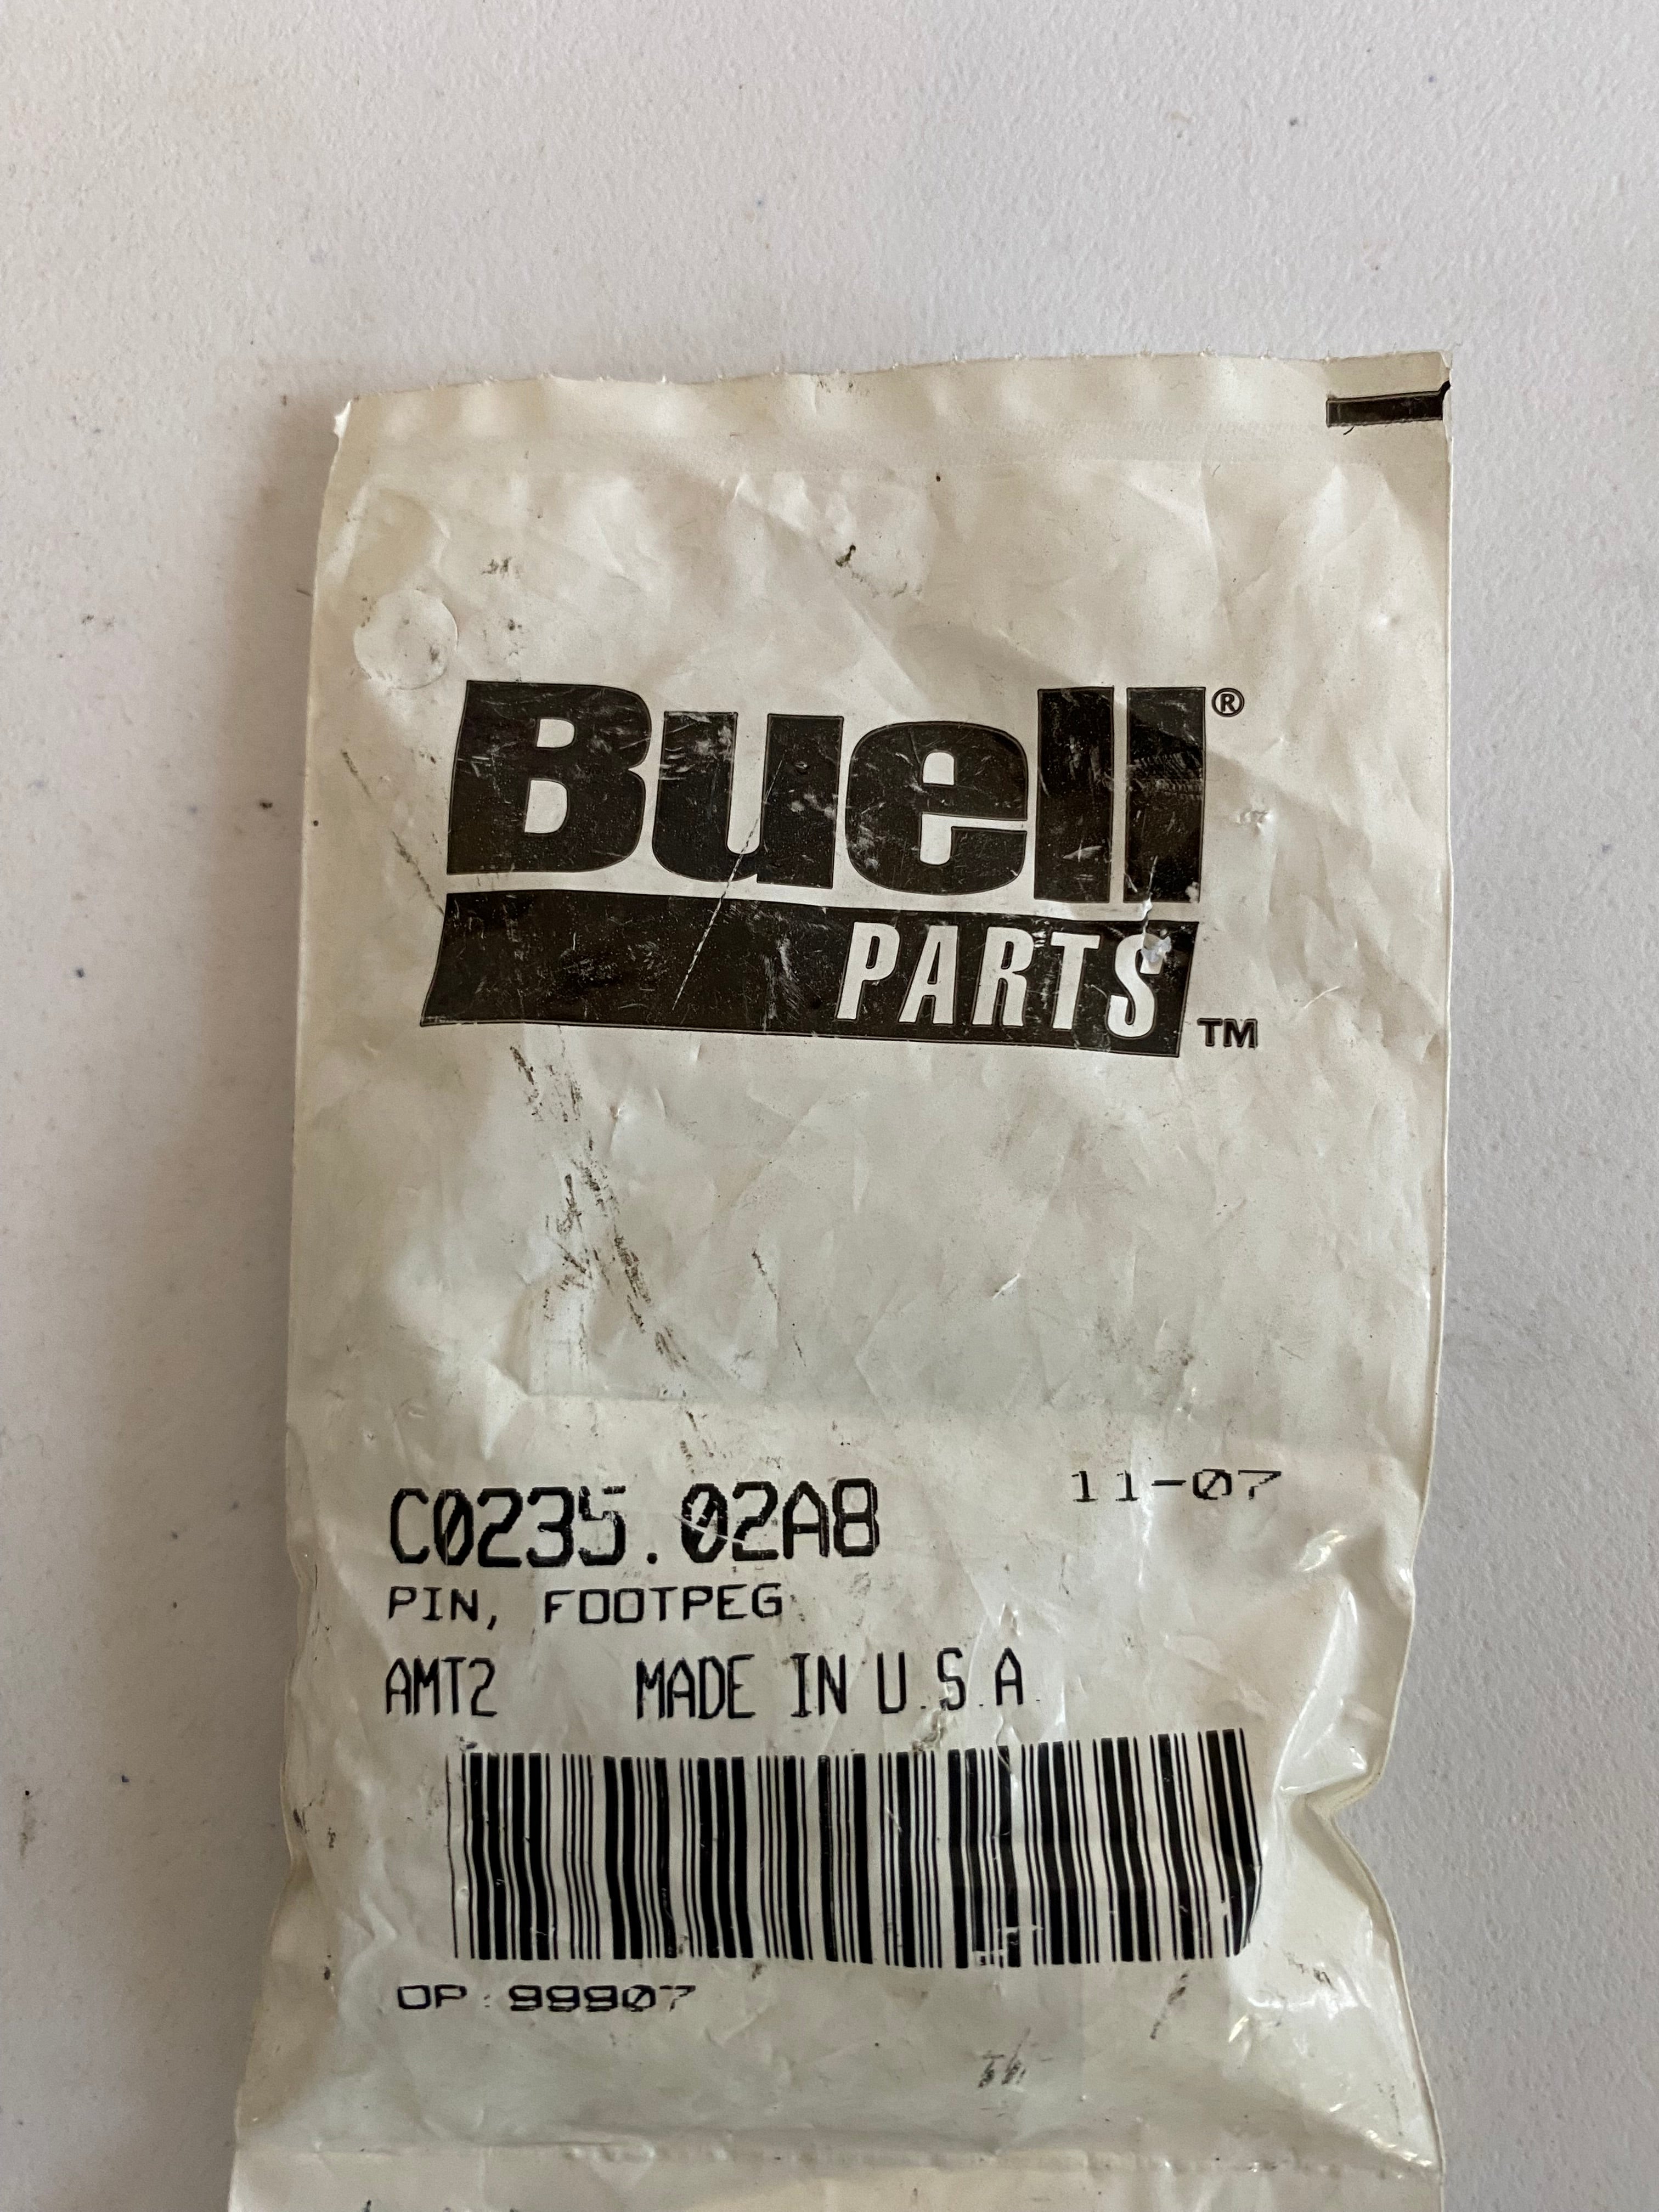 Buell®
PARTS™
C0235.02A8 11-07
PIN, FOOTPEG
AMT2 MADE IN U.S.A.
OP: 99907